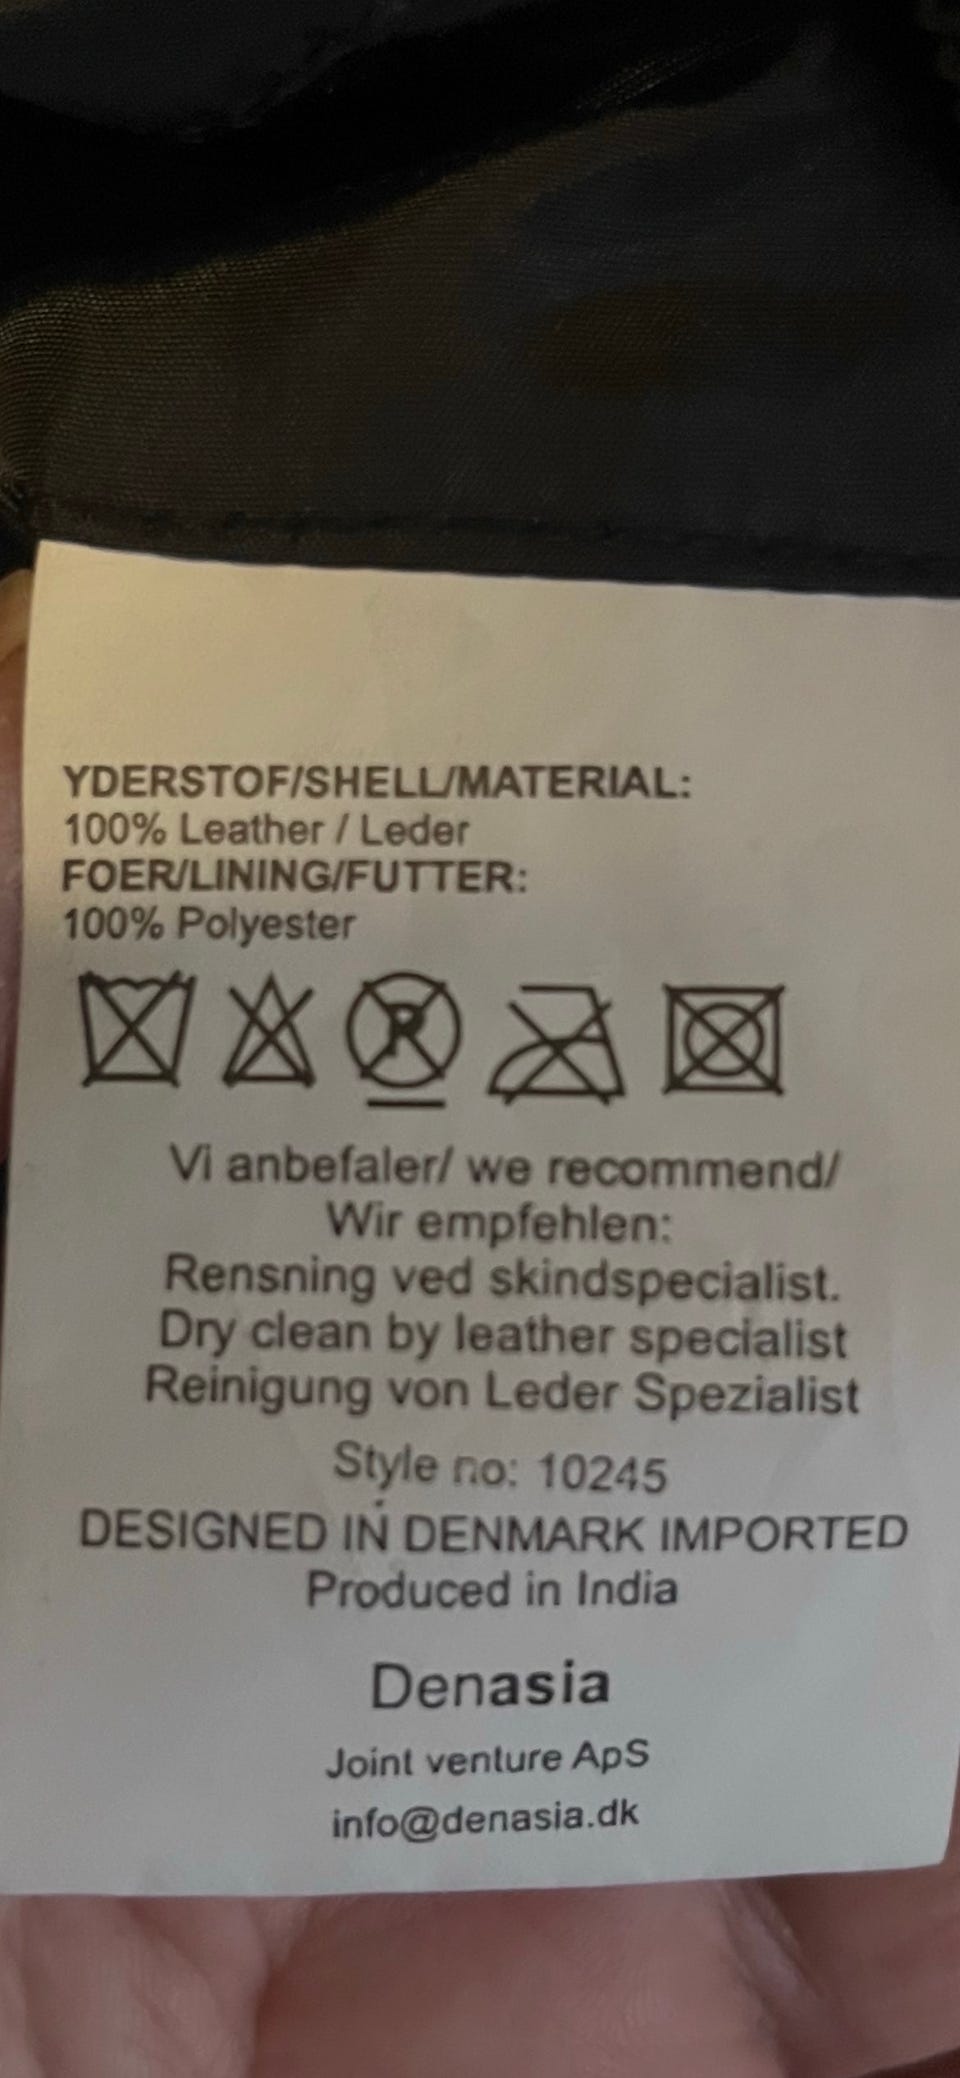 YDERSTOF/SHELL/MATERIAL:
100% Leather / Leder
FOER/LINING/FUTTER:
100% Polyester
P
Vi anbefaler/ we recommend/
Wir empfehlen:
Rensning ved skindspecialist.
Dry clean by leather specialist
Reinigung von Leder Spezialist
Style no: 10245
DESIGNED IN DENMARK IMPORTED
Produced in India
Denasia
Joint venture ApS
info@denasia.dk